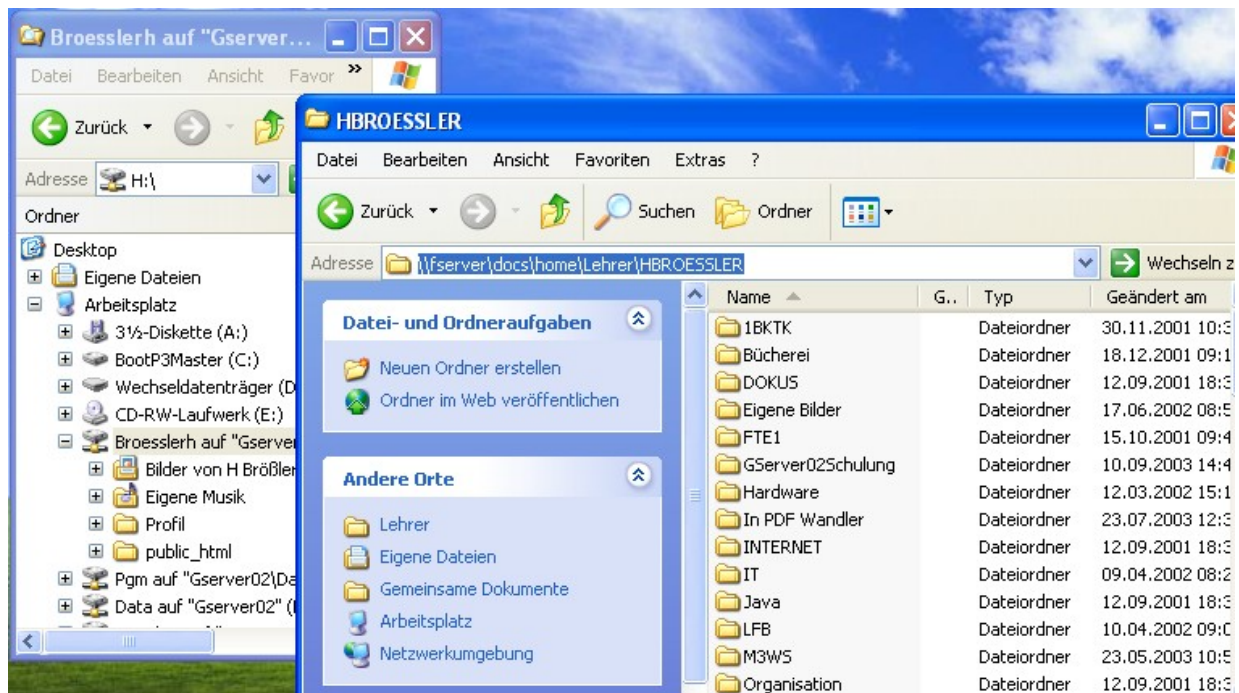 Broesslerh auf "Gserver...
Datei Bearbeiten Ansicht Favor »
Zurück
Adresse H:\
Ordner
Desktop
Eigene Dateien
Arbeitsplatz
3½-Diskette (A:)
BootP3Master (C:)
Wechseldatenträger (D
CD-RW-Laufwerk (E:)
Broesslerh auf "Gserver
Bilder von H Brößler
Eigene Musik
Profil
public_html
Pgm auf "Gserver02\Da
Data auf "Gserver02" (
HBROESSLER
Datei Bearbeiten Ansicht Favoriten Extras ?
Zurück Suchen Ordner
Adresse \\fserver\docs\home\Lehrer\HBROESSLER Wechseln z
Datei- und Ordneraufgaben
Neuen Ordner erstellen
Ordner im Web veröffentlichen
Andere Orte
Lehrer
Eigene Dateien
Gemeinsame Dokumente
Arbeitsplatz
Netzwerkumgebung
Name G.. Typ Geändert am
1BKTK Dateiordner 30.11.2001 10:3
Bücherei Dateiordner 18.12.2001 09:1
DOKUS Dateiordner 12.09.2001 18:3
Eigene Bilder Dateiordner 17.06.2002 08:5
FTE1 Dateiordner 15.10.2001 09:4
GServer02Schulung Dateiordner 10.09.2003 14:4
Hardware Dateiordner 12.03.2002 15:1
In PDF Wandler Dateiordner 23.07.2003 12:3
INTERNET Dateiordner 12.09.2001 18:3
IT Dateiordner 09.04.2002 08:2
Java Dateiordner 12.09.2001 18:3
LFB Dateiordner 10.04.2002 09:0
M3WS Dateiordner 23.05.2003 10:5
Organisation Dateiordner 12.09.2001 18:3